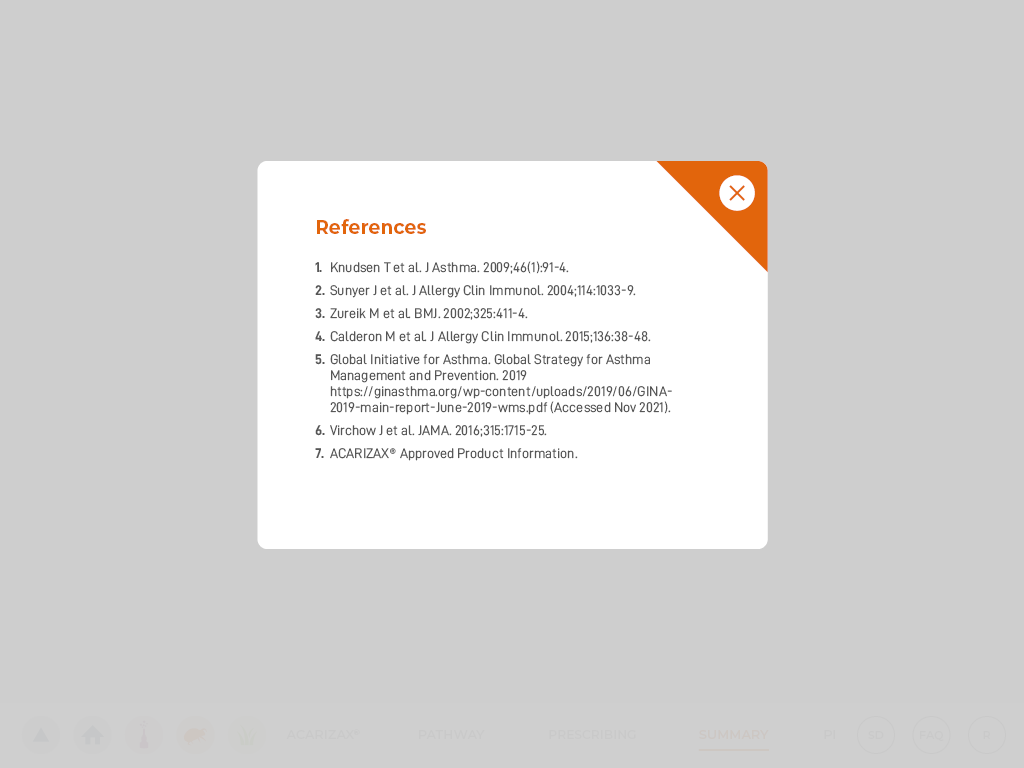 References
1. Knudsen T et al. J Asthma. 2009;46(1):91-4.
2. Sunyer J et al. J Allergy Clin Immunol. 2004;114:1033-9.
3. Zureik M et al. BMJ. 2002;325:411-4.
4. Calderon M et al. J Allergy Clin Immunol. 2015;136:38-48.
5. Global Initiative for Asthma. Global Strategy for Asthma
Management and Prevention. 2019
https://ginasthma.org/wp-content/uploads/2019/06/GINA-
2019-main-report-June-2019-wms.pdf (Accessed Nov 2021).
6. Virchow J et al. JAMA. 2016;315:1715-25.
7. ACARIZAX® Approved Product Information.
ACARIZAX® PATHWAY PRESCRIBING SUMMARY PI FAQ